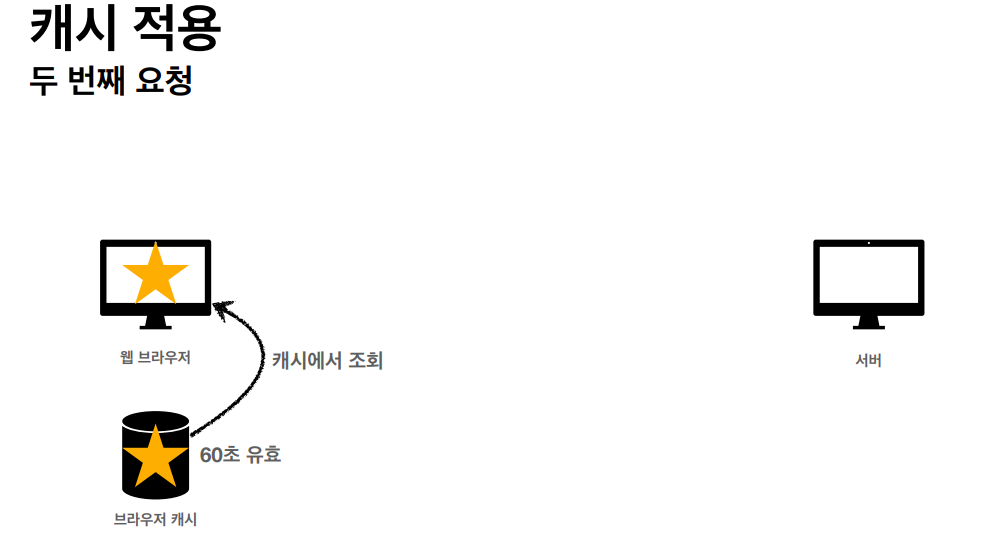 캐시 적용
두 번째 요청
웹 브라우저
캐시에서 조회
서버
60초 유효
브라우저 캐시